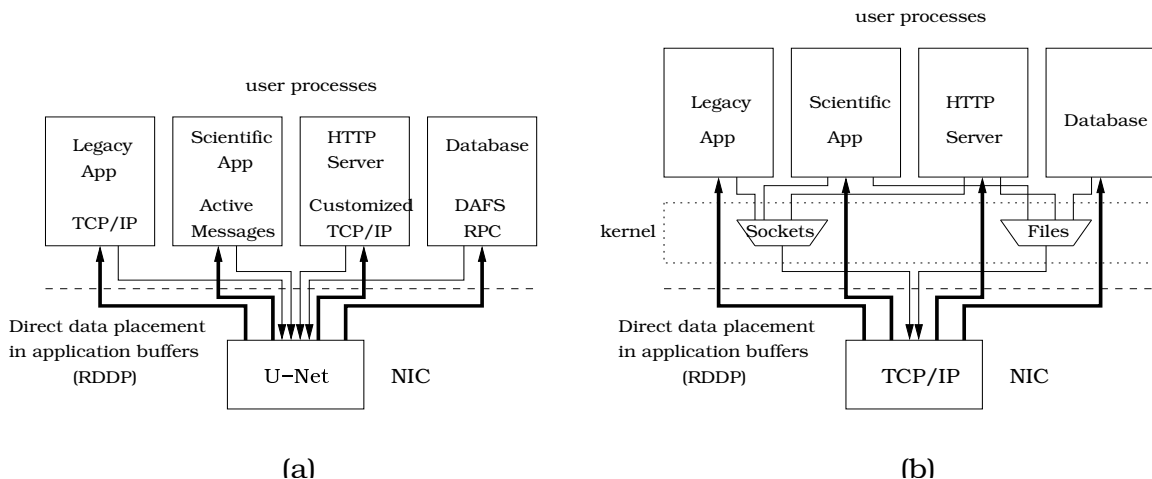 user processes
Legacy
App
TCP/IP
Scientific
App
Active
Messages
HTTP
Server
Customized
TCP/IP
Database
DAFS
RPC
Direct data placement
in application buffers
(RDDP)
U-Net
NIC
(a)
user processes
Legacy
App
Scientific
App
HTTP
Server
Database
kernel
Sockets
Files
Direct data placement
in application buffers
(RDDP)
TCP/IP
NIC
(b)